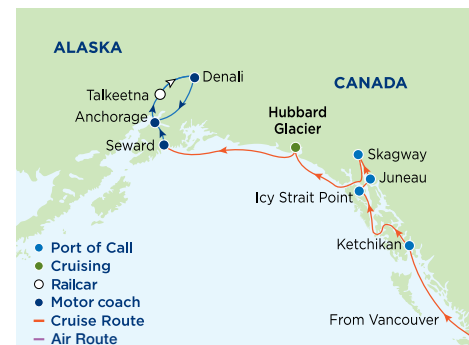 ALASKA
Denali
CANADA
Talkeetna
Anchorage
Hubbard
Glacier
Seward
Skagway
Juneau
Icy Strait Point
Ketchikan
From Vancouver
Port of Call
Cruising
Railcar
Motor coach
Cruise Route
Air Route